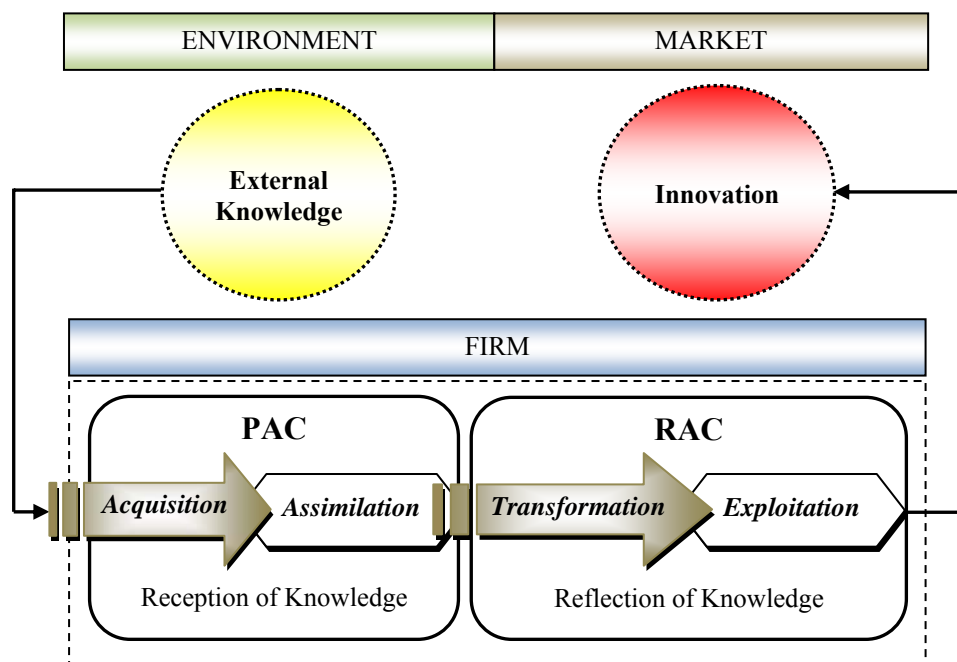 ENVIRONMENT
MARKET
External
Knowledge
Innovation
FIRM
PAC
RAC
Acquisition
Assimilation
Transformation
Exploitation
Reception of Knowledge
Reflection of Knowledge